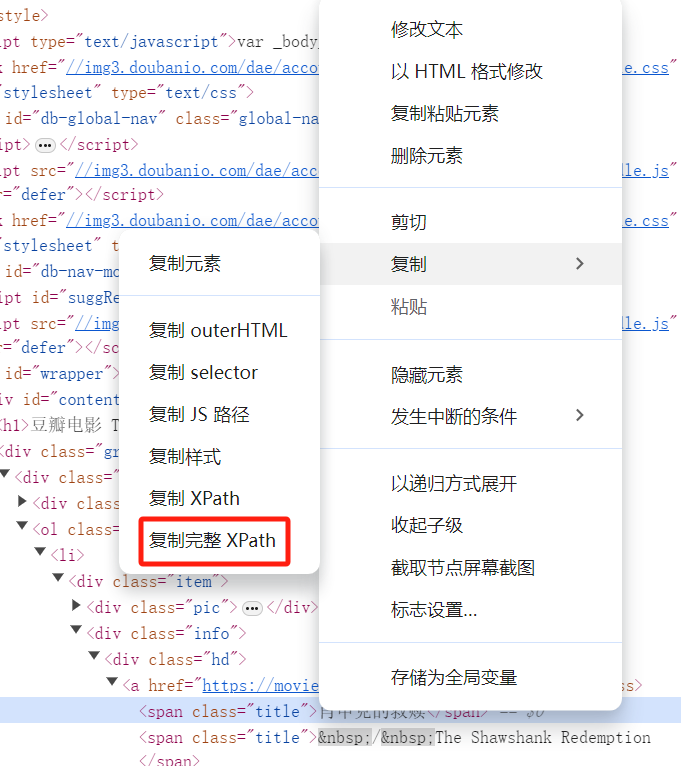 style>
ipt type="text/javascript">var _body_
k href="//img3.doubanio.com/dae/acco
e.css"
"stylesheet" type="text/css">
 id="db-global-nav" class="global-na
ipt>…</script>
ipt src="//img3.doubanio.com/dae/acco
dle.js"
r="defer"></script>
k href="//img3.doubanio.com/dae/acco
e.css"
"stylesheet" t
 id="db-nav-mo
ipt id="suggRe
ipt src="//img
dle.js"
r="defer"></sc
 id="wrapper">
iv id="content
<h1>豆瓣电影 T
<div class="gr
<div class="
<div clas
<ol class=
<li>
<div class="item">
<div class="pic">…</div>
<div class="info">
<div class="hd">
<a href="https://movie
s>
<span class="title">肖申克的救赎</span> == $0
<span class="title">&nbsp;/&nbsp;The Shawshank Redemption
</span>
复制元素
复制 outerHTML
复制 selector
复制 JS 路径
复制样式
复制 XPath
复制完整 XPath
修改文本
以 HTML 格式修改
复制粘贴元素
删除元素
剪切
复制
粘贴
隐藏元素
发生中断的条件
以递归方式展开
收起子级
截取节点屏幕截图
标志设置...
存储为全局变量